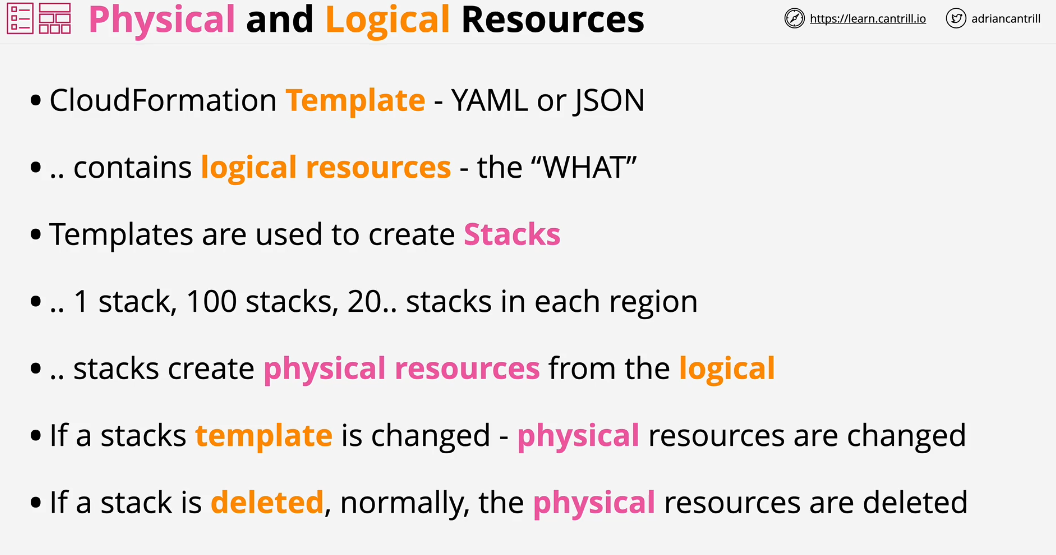 Physical and Logical Resources
https://learn.cantrill.io
adriancantrill
• CloudFormation Template - YAML or JSON
• .. contains logical resources - the “WHAT”
• Templates are used to create Stacks
• .. 1 stack, 100 stacks, 20.. stacks in each region
• .. stacks create physical resources from the logical
• If a stacks template is changed - physical resources are changed
• If a stack is deleted, normally, the physical resources are deleted